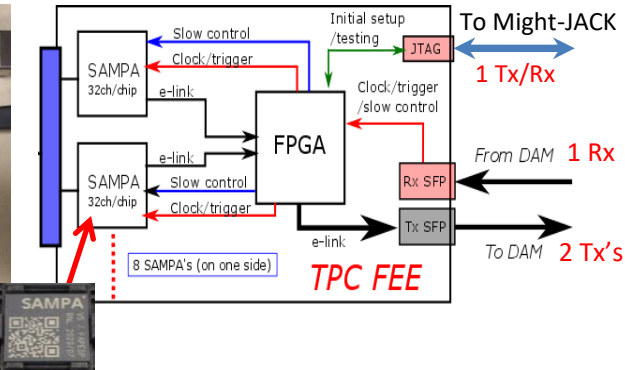 Slow control
Clock/trigger
SAMPA
32ch/chip
e-link
Initial setup
/testing
JTAG
To Might-JACK
1 Tx/Rx
Clock/trigger
/slow control
FPGA
e-link
SAMPA
32ch/chip
Slow control
Clock/trigger
From DAM
1 Rx
Rx SFP
Tx SFP
e-link
To DAM
2 Tx's
8 SAMPA's (on one side)
TPC FEE
SAMPA